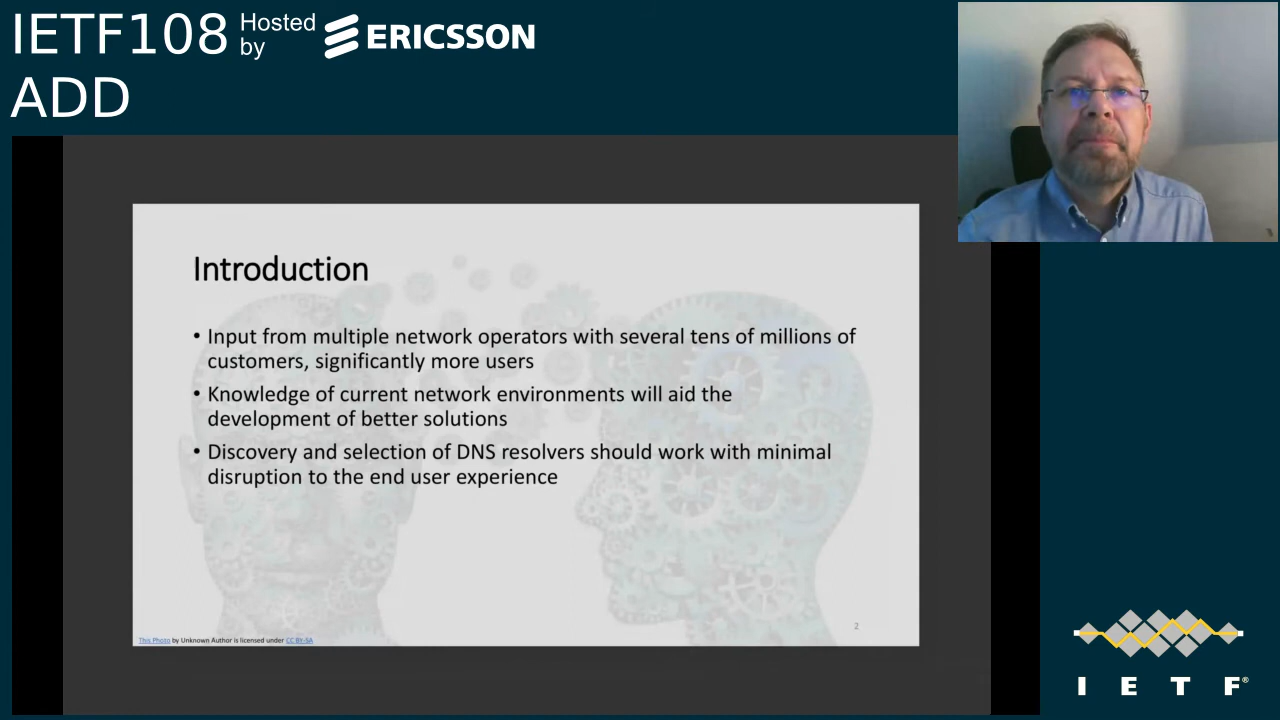 IETF108 Hosted by ERICSSON
ADD
Introduction
• Input from multiple network operators with several tens of millions of
customers, significantly more users
• Knowledge of current network environments will aid the
development of better solutions
• Discovery and selection of DNS resolvers should work with minimal
disruption to the end user experience
2
This Photo by Unknown Author is licensed under CC BY-SA
I E T F®